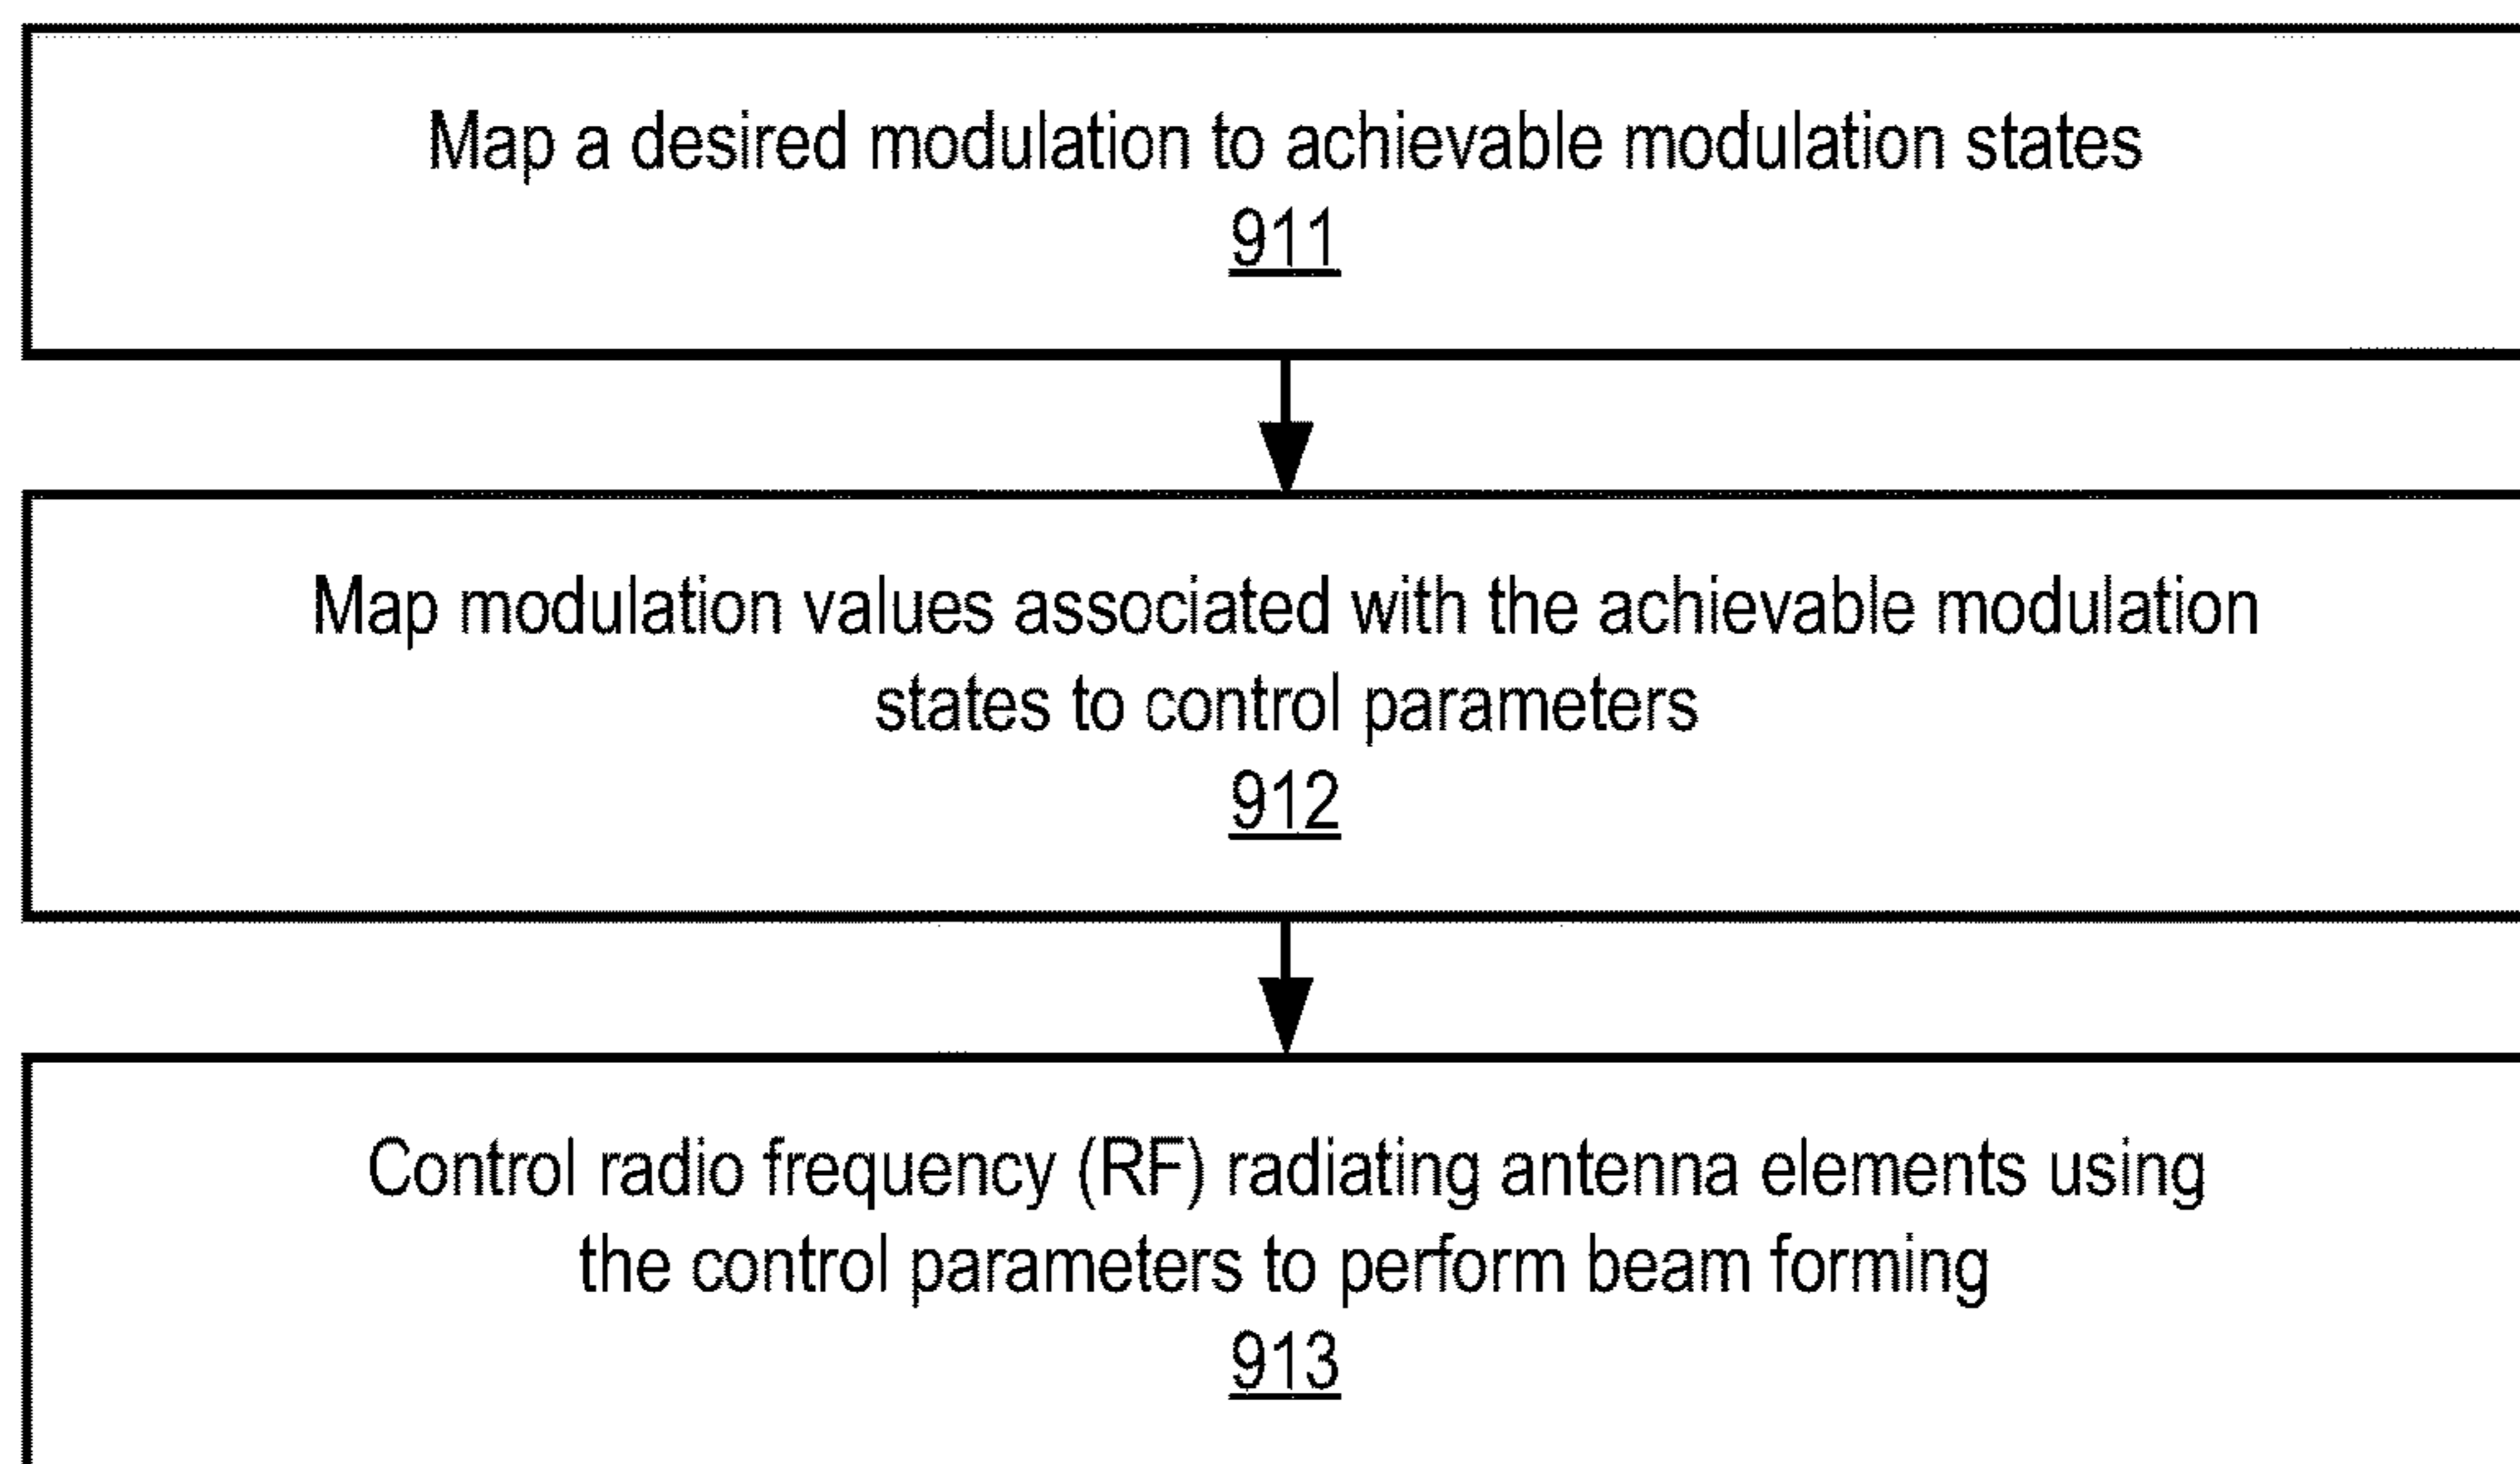 Map a desired modulation to achievable modulation states
911
Map modulation values associated with the achievable modulation
states to control parameters
912
Control radio frequency (RF) radiating antenna elements using
the control parameters to perform beam forming
913